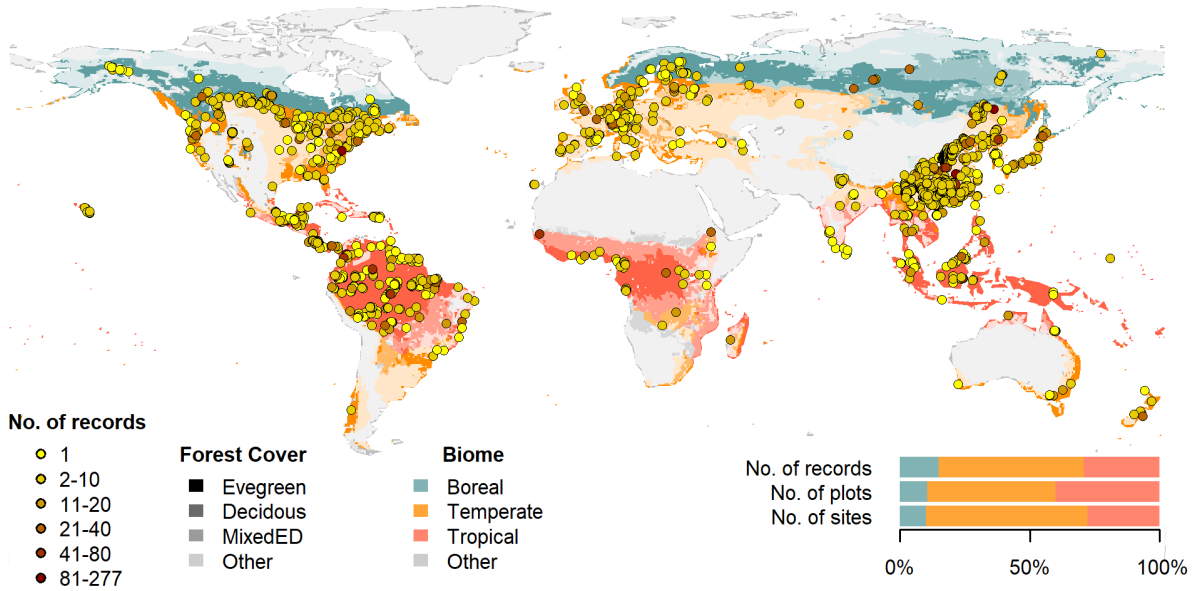 No. of records
1
2-10
11-20
21-40
41-80
81-277
Forest Cover
Evegreen
Decidous
MixedED
Other
Biome
Boreal
Temperate
Tropical
Other
No. of records
No. of plots
No. of sites
0% 50% 100%